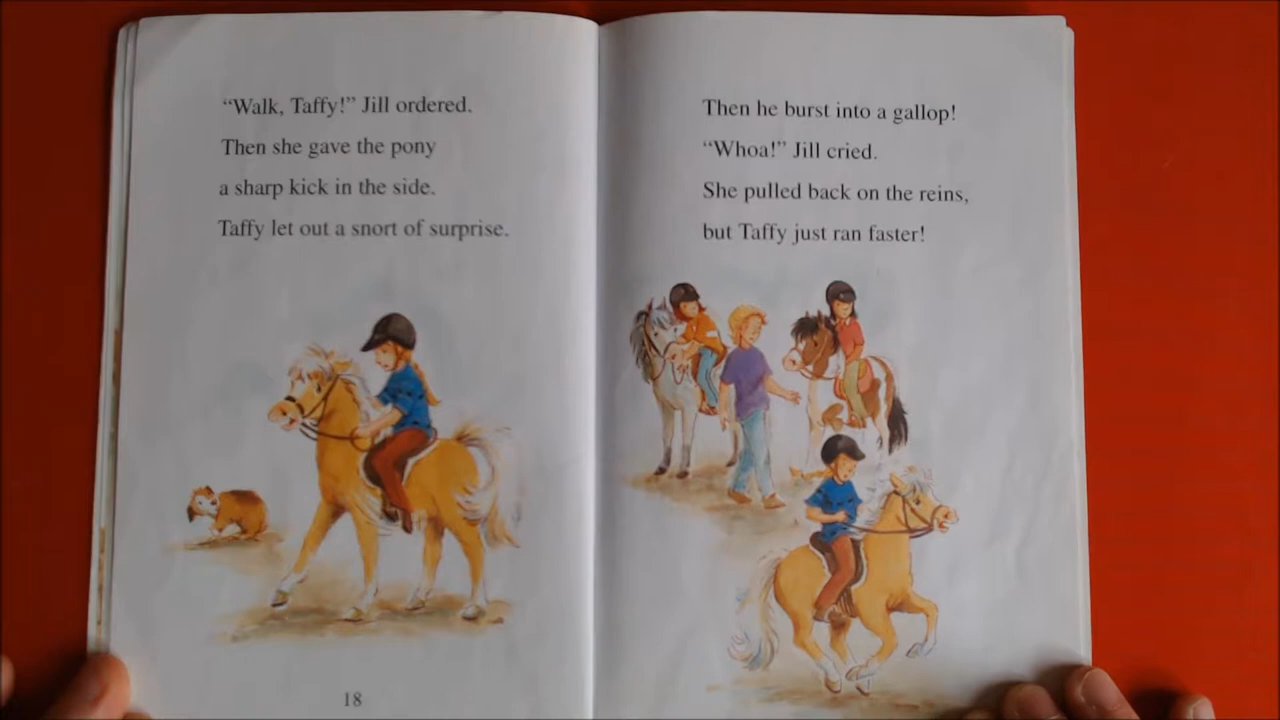 “Walk, Taffy!” Jill ordered.
Then she gave the pony
a sharp kick in the side.
Taffy let out a snort of surprise.
18
Then he burst into a gallop!
“Whoa!” Jill cried.
She pulled back on the reins,
but Taffy just ran faster!